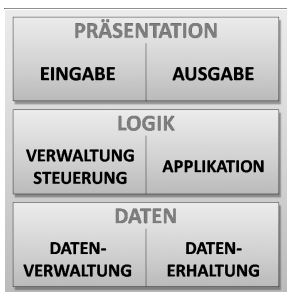 PRÄSENTATION
EINGABE
AUSGABE
LOGIK
VERWALTUNG
STEUERUNG
APPLIKATION
DATEN
DATEN-
VERWALTUNG
DATEN-
ERHALTUNG